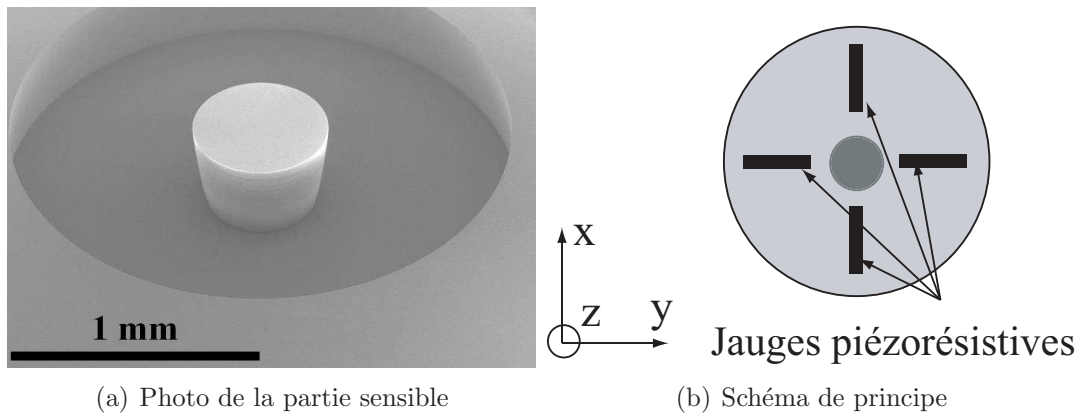 1 mm
x
z
y
Jauges piézorésistives
(a) Photo de la partie sensible
(b) Schéma de principe